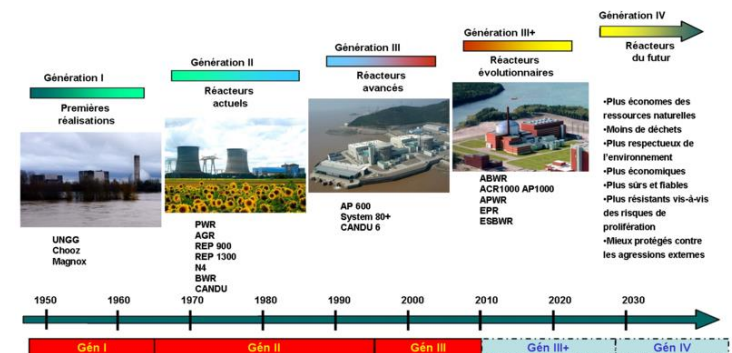 Génération I
Premières
réalisations
UNGG
Chooz
Magnox
Génération II
Réacteurs
actuels
PWR
AGR
REP 900
REP 1300
N4
BWR
CANDU
Génération III
Réacteurs
avancés
AP 600
System 80+
CANDU 6
Génération III+
Réacteurs
évolutionnaires
ABWR
ACR1000 AP1000
APWR
EPR
ESBWR
Génération IV
Réacteurs
du futur
•Plus économes des
ressources naturelles
•Moins de déchets
•Plus respectueux de
l'environnement
•Plus économiques
•Plus sûrs et fiables
•Plus résistants vis-à-vis
des risques de
prolifération
•Mieux protégés contre
les agressions externes
1950 1960 1970 1980 1990 2000 2010 2020 2030
Gén I Gén II Gén III Gén III+ Gén IV